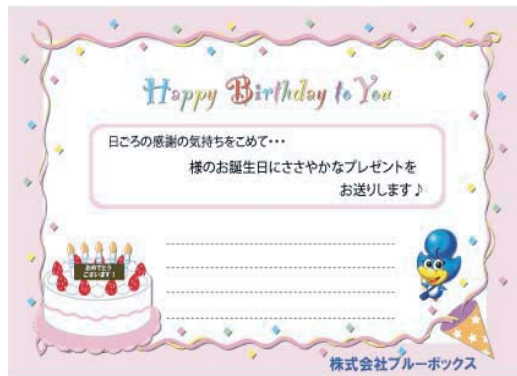 Happy Birthday to You
日ごろの感謝の気持ちをこめて・・・
様のお誕生日にささやかなプレゼントを
お送りします♪
おめでとう
ございます!
株式会社ブルーボックス